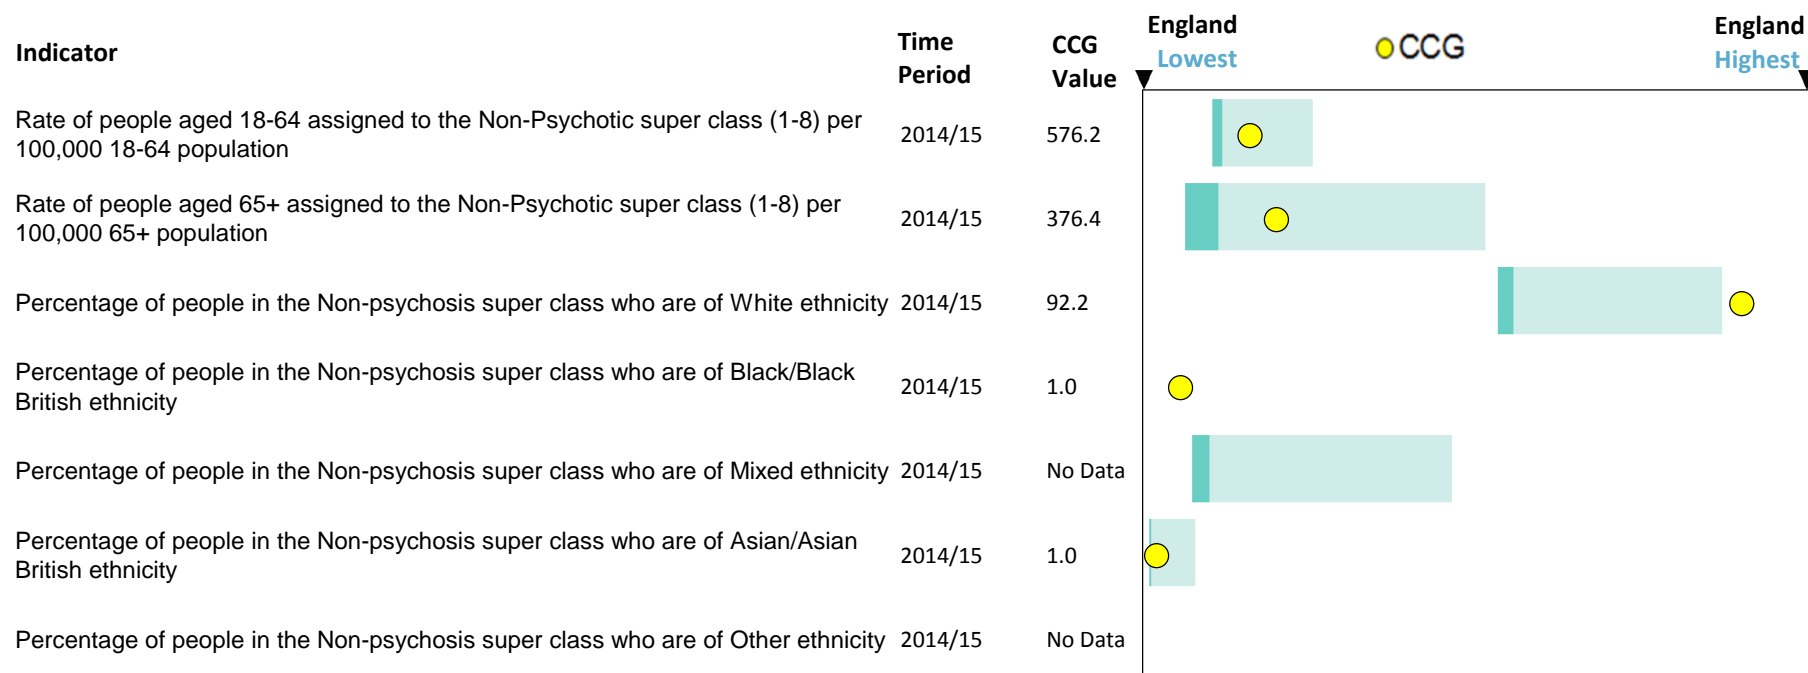 Indicator
Time
Period
CCG
Value
England
Lowest
CCG
England
Highest
Rate of people aged 18-64 assigned to the Non-Psychotic super class (1-8) per
100,000 18-64 population
2014/15
576.2
Rate of people aged 65+ assigned to the Non-Psychotic super class (1-8) per
100,000 65+ population
2014/15
376.4
Percentage of people in the Non-psychosis super class who are of White ethnicity
2014/15
92.2
Percentage of people in the Non-psychosis super class who are of Black/Black
British ethnicity
2014/15
1.0
Percentage of people in the Non-psychosis super class who are of Mixed ethnicity
2014/15
No Data
Percentage of people in the Non-psychosis super class who are of Asian/Asian
British ethnicity
2014/15
1.0
Percentage of people in the Non-psychosis super class who are of Other ethnicity
2014/15
No Data